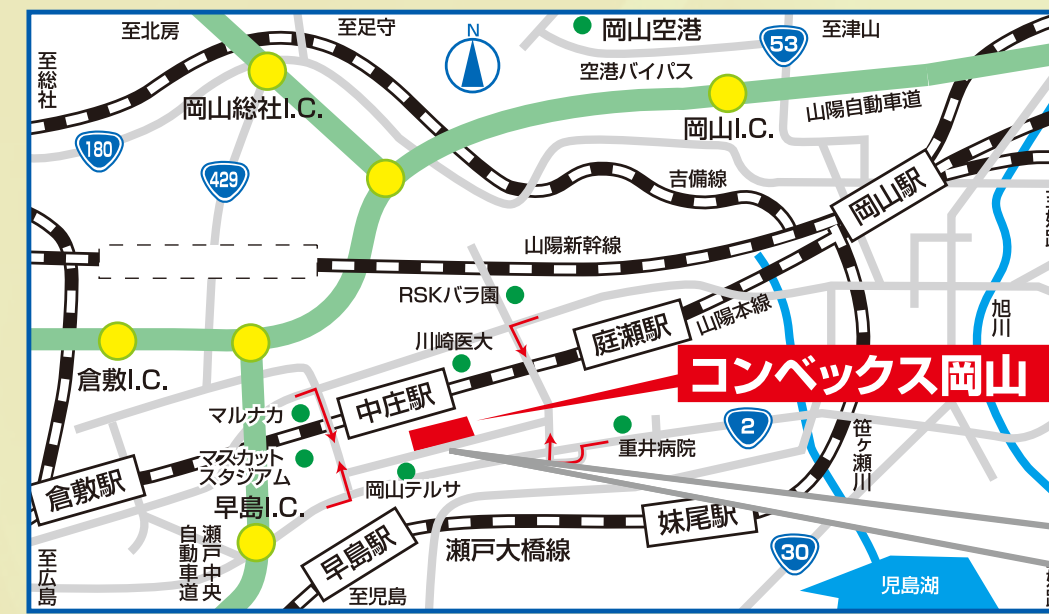 至北房
至足守
N
岡山空港
53
至津山
至総社
空港バイパス
岡山総社I.C.
岡山I.C.
山陽自動車道
180
429
吉備線
岡山駅
山陽新幹線
RSKバラ園
旭川
川崎医大
庭瀬駅
山陽本線
倉敷I.C.
中庄駅
コンベックス岡山
マルナカ
2
マスカット
スタジアム
重井病院
笹ヶ瀬川
倉敷駅
岡山テルサ
早島I.C.
妹尾駅
早島駅
瀬戸大橋線
瀬戸中央
自動車道
30
至広島
至児島
児島湖